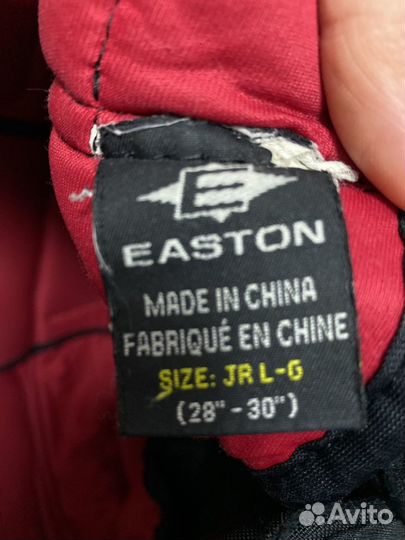 EASTON
MADE IN CHINA
FABRIQUÉ EN CHINE
SIZE: JR L-G
(28" - 30")
Avito